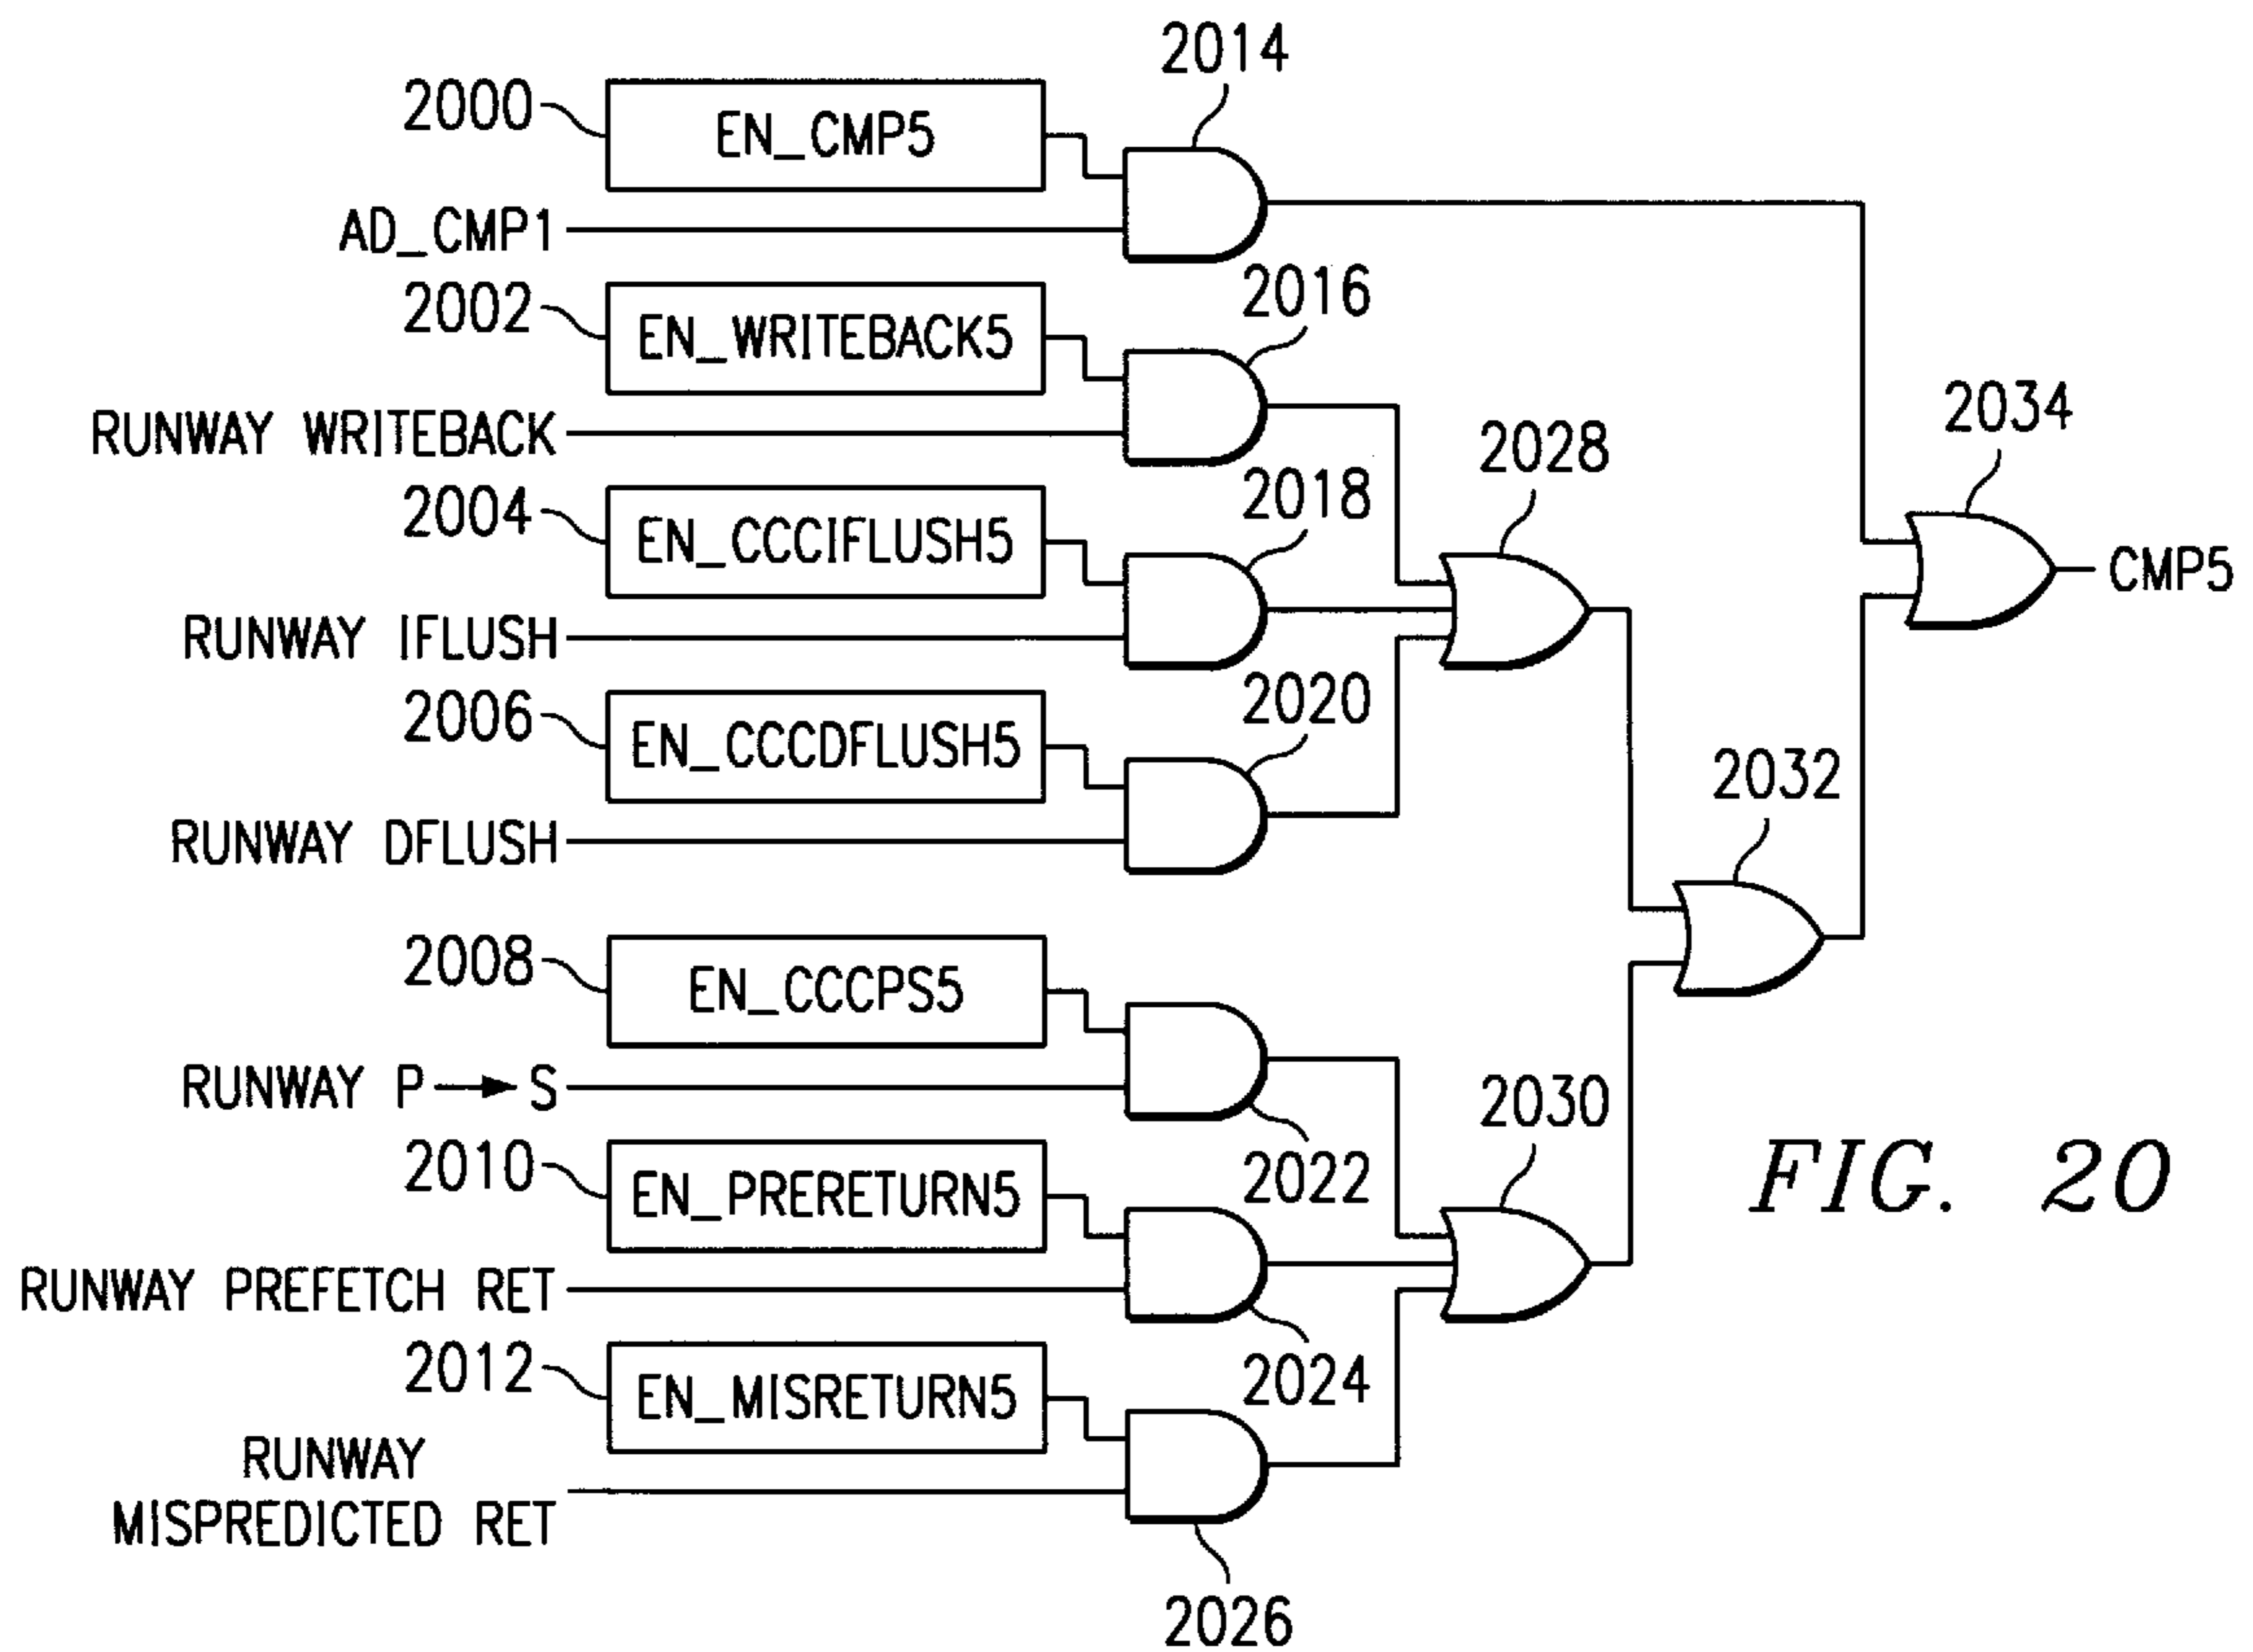 2014
2000
EN_CMP5
AD_CMP1
2016
2002
EN_WRITEBACK5
2034
RUNWAY WRITEBACK
2028
2018
2004
EN_CCCIFLUSH5
CMP5
RUNWAY IFLUSH
2020
2006
EN_CCCDFLUSH5
2032
RUNWAY DFLUSH
2008
EN_CCCPS5
RUNWAY P → S
2030
2010
EN_PRERETURN5
2022
FIG. 20
RUNWAY PREFETCH RET
2012
EN_MISRETURN5
2024
RUNWAY
MISPREDICTED RET
2026